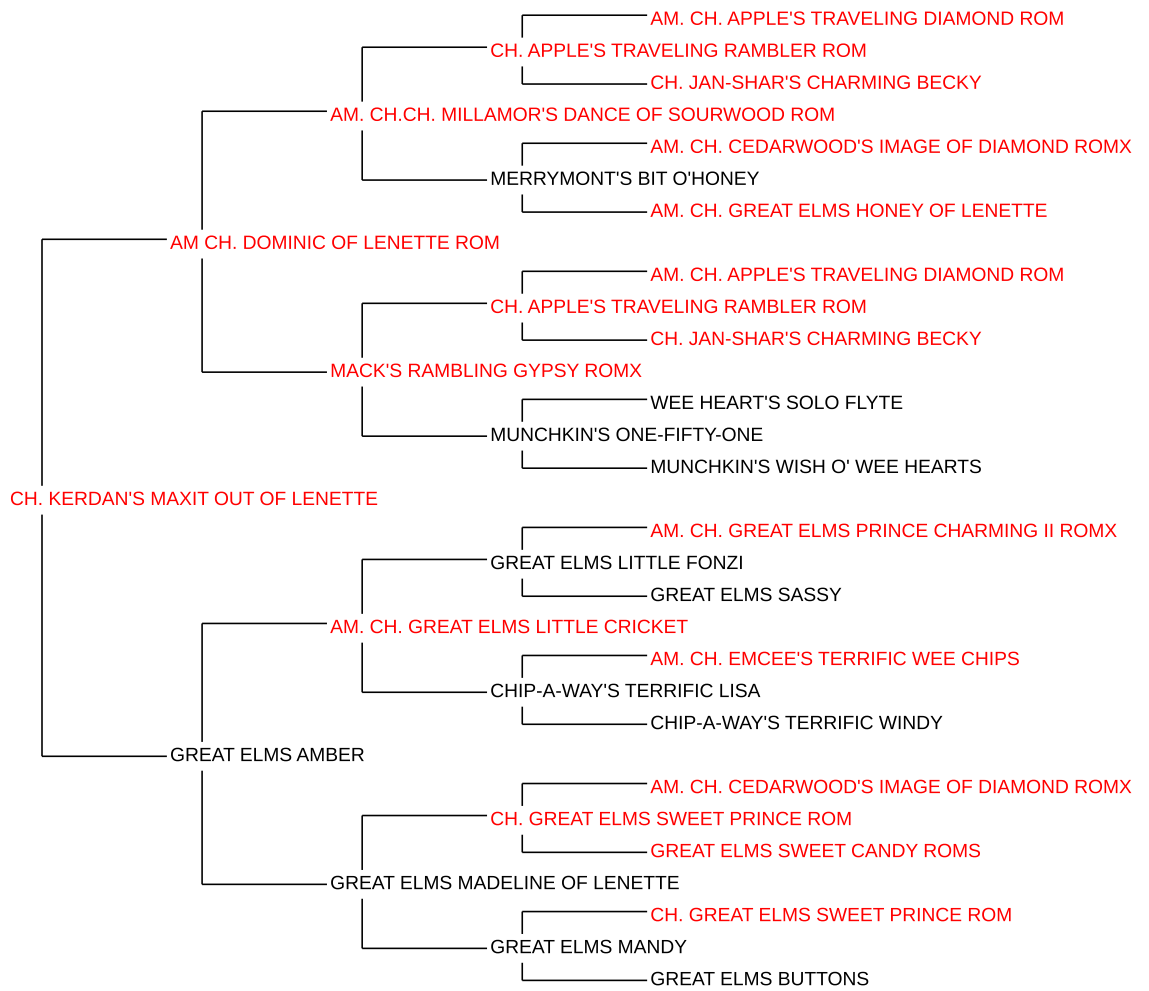 AM. CH. APPLE'S TRAVELING DIAMOND ROM
CH. APPLE'S TRAVELING RAMBLER ROM
CH. JAN-SHAR'S CHARMING BECKY
AM. CH.CH. MILLAMOR'S DANCE OF SOURWOOD ROM
AM. CH. CEDARWOOD'S IMAGE OF DIAMOND ROMX
MERRYMONT'S BIT O'HONEY
AM. CH. GREAT ELMS HONEY OF LENETTE
AM CH. DOMINIC OF LENETTE ROM
AM. CH. APPLE'S TRAVELING DIAMOND ROM
CH. APPLE'S TRAVELING RAMBLER ROM
CH. JAN-SHAR'S CHARMING BECKY
MACK'S RAMBLING GYPSY ROMX
WEE HEART'S SOLO FLYTE
MUNCHKIN'S ONE-FIFTY-ONE
MUNCHKIN'S WISH O' WEE HEARTS
CH. KERDAN'S MAXIT OUT OF LENETTE
AM. CH. GREAT ELMS PRINCE CHARMING II ROMX
GREAT ELMS LITTLE FONZI
GREAT ELMS SASSY
AM. CH. GREAT ELMS LITTLE CRICKET
AM. CH. EMCEE'S TERRIFIC WEE CHIPS
CHIP-A-WAY'S TERRIFIC LISA
CHIP-A-WAY'S TERRIFIC WINDY
GREAT ELMS AMBER
AM. CH. CEDARWOOD'S IMAGE OF DIAMOND ROMX
CH. GREAT ELMS SWEET PRINCE ROM
GREAT ELMS SWEET CANDY ROMS
GREAT ELMS MADELINE OF LENETTE
CH. GREAT ELMS SWEET PRINCE ROM
GREAT ELMS MANDY
GREAT ELMS BUTTONS